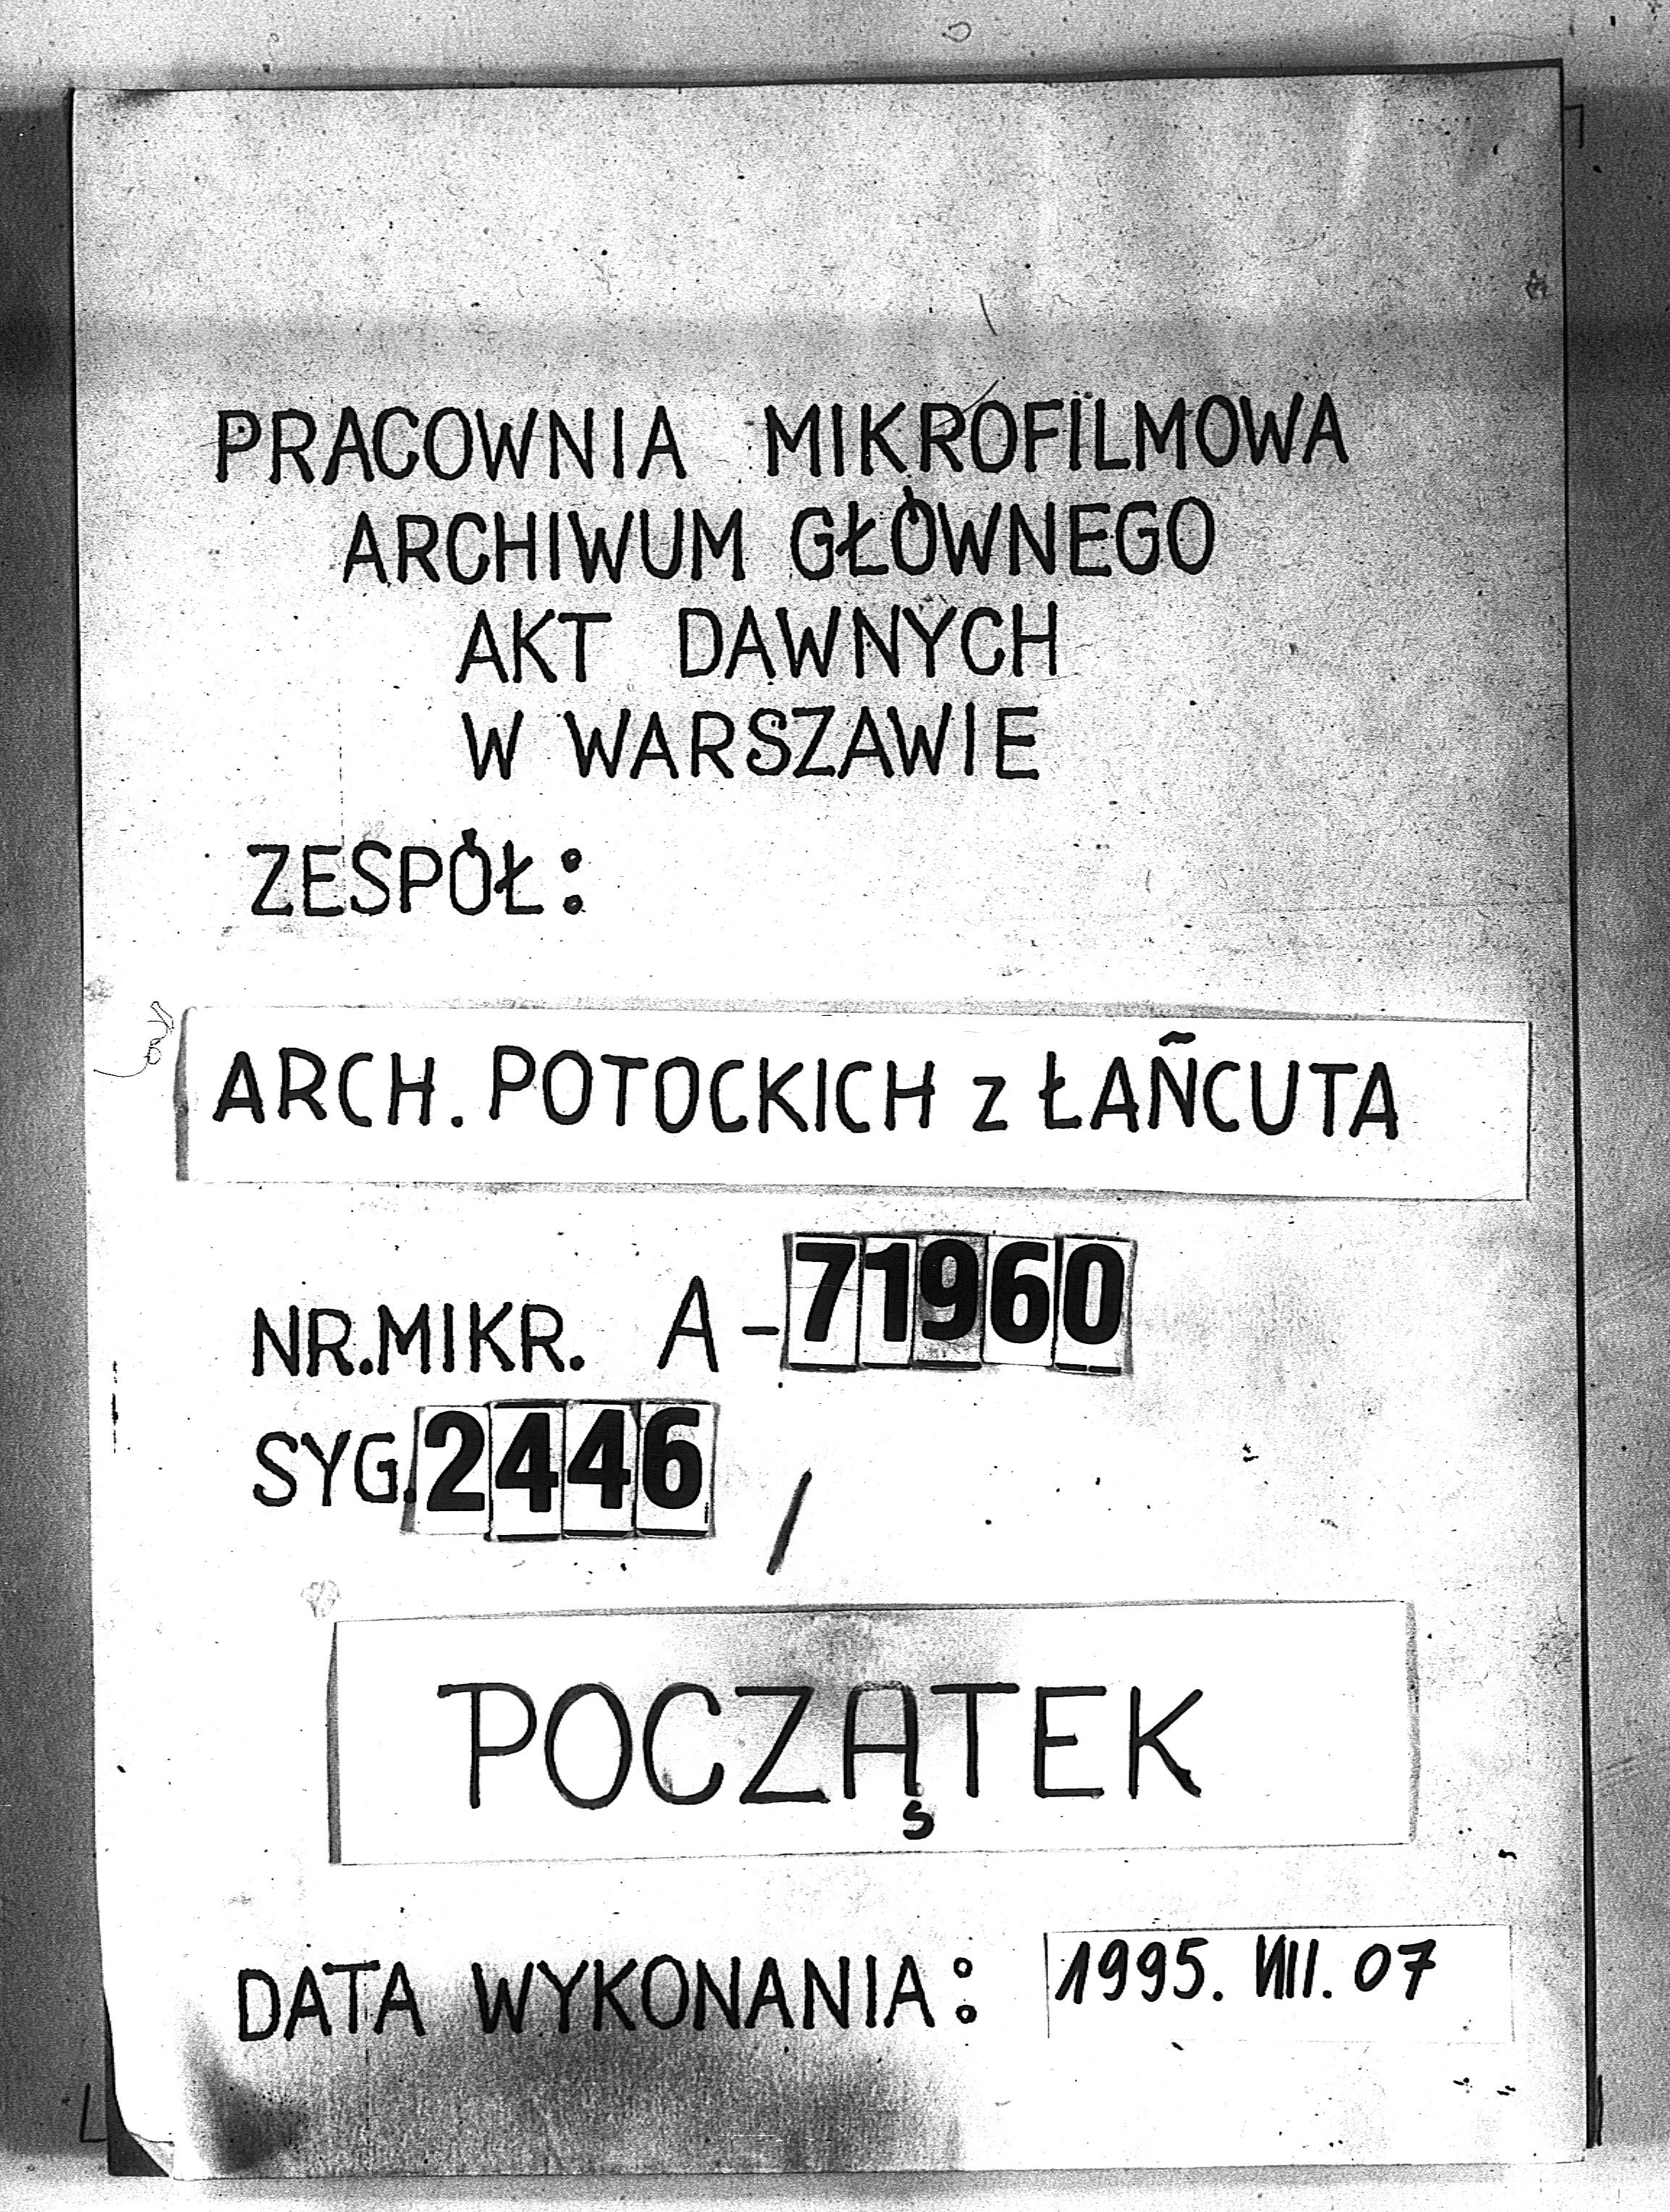 PRACOWNIA MIKROFILMOWA
ARCHIWUM GŁÓWNEGO
AKT DAWNYCH
W WARSZAWIE
ZESPÓŁ:
ARCH. POTOCKICH z ŁAŃCUTA
NR.MIKR. A-71960
SYG.2446 /
POCZĄTEK
DATA WYKONANIA: 1995. VIII. 07